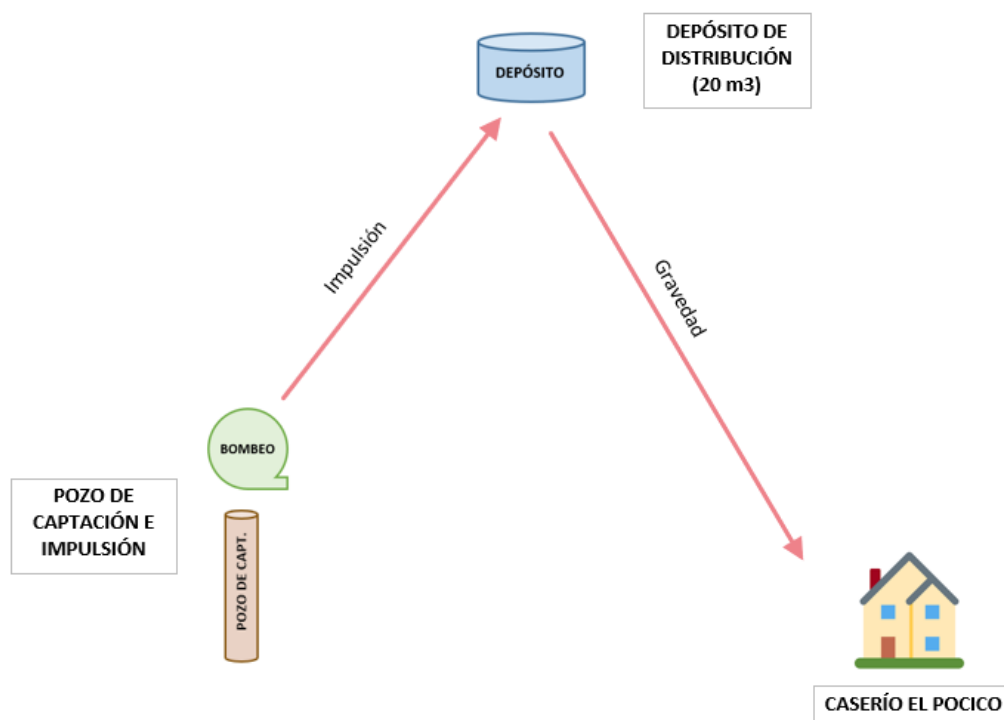 DEPÓSITO
DEPÓSITO DE
DISTRIBUCIÓN
(20 m3)
Impulsión
Gravedad
BOMBEO
POZO DE
CAPTACIÓN E
IMPULSIÓN
POZO DE CAPT.
CASERÍO EL POCICO